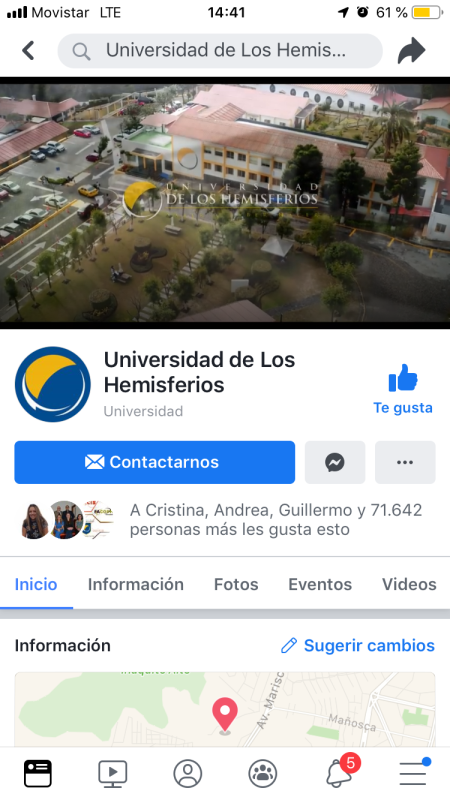 Movistar LTE 14:41 61 %
Universidad de Los Hemis...
UNIVERSIDAD
DE LOS HEMISFERIOS
Universidad de Los
Hemisferios
Universidad
Te gusta
Contactarnos
A Cristina, Andrea, Guillermo y 71.642
personas más les gusta esto
Inicio Información Fotos Eventos Videos
Información Sugerir cambios
Av. Marisc
Mañosca
5